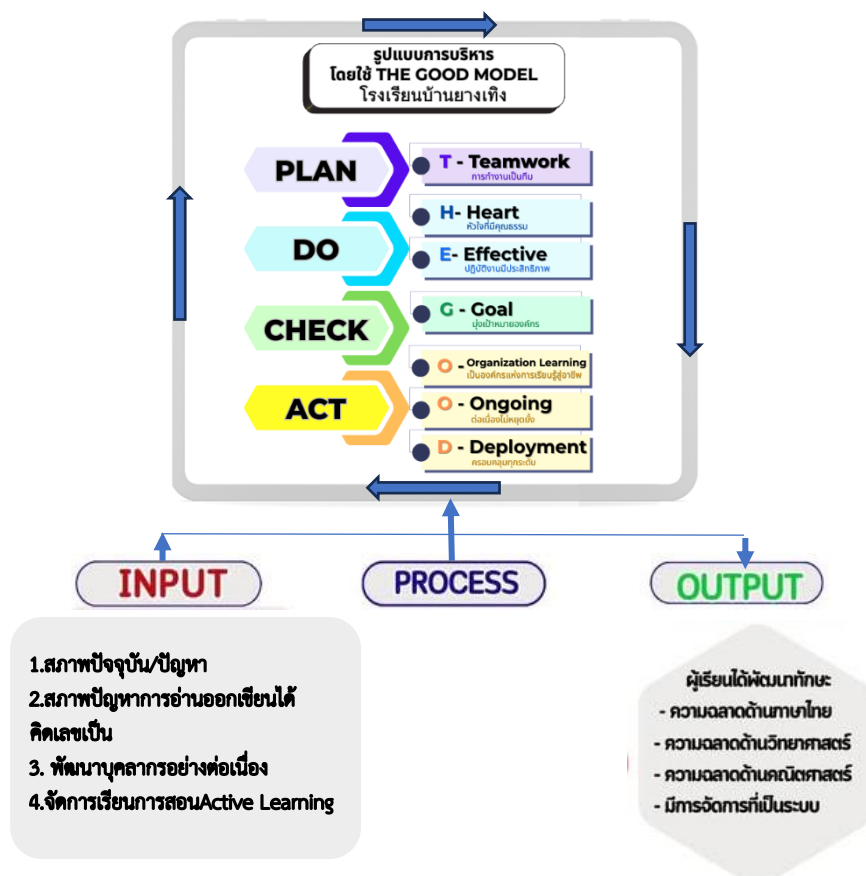 รูปแบบการบริหาร
โดยใช้ THE GOOD MODEL
โรงเรียนบ้านยางเทิง
PLAN
T - Teamwork
การทำงานเป็นทีม
DO
H- Heart
หัวใจที่มีคุณธรรม
E- Effective
ปฏิบัติงานมีประสิทธิภาพ
CHECK
G - Goal
มุ่งเป้าหมายองค์กร
ACT
O - Organization Learning
เป็นองค์กรแห่งการเรียนรู้สู่อาชีพ
O - Ongoing
ต่อเนื่องไม่หยุดยั้ง
D - Deployment
ครอบคลุมทุกระดับ
INPUT
PROCESS
OUTPUT
1.สภาพปัจจุบัน/ปัญหา
2.สภาพปัญหาการอ่านออกเขียนได้
คิดเลขเป็น
3. พัฒนาบุคลากรอย่างต่อเนื่อง
4.จัดการเรียนการสอนActive Learning
ผู้เรียนได้พัฒนาทักษะ
- ความฉลาดด้านภาษาไทย
- ความฉลาดด้านวิทยาศาสตร์
- ความฉลาดด้านคณิตศาสตร์
- มีการจัดการที่เป็นระบบ